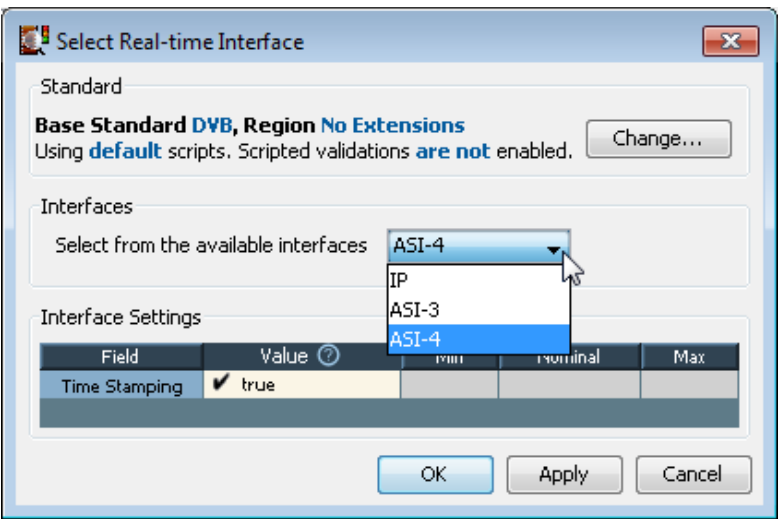 Select Real-time Interface
Standard
Base Standard DVB, Region No Extensions
Using default scripts. Scripted validations are not enabled.
Change...
Interfaces
Select from the available interfaces ASI-4
IP
ASI-3
ASI-4
Interface Settings
Field Value Min Nominal Max
Time Stamping true
OK Apply Cancel